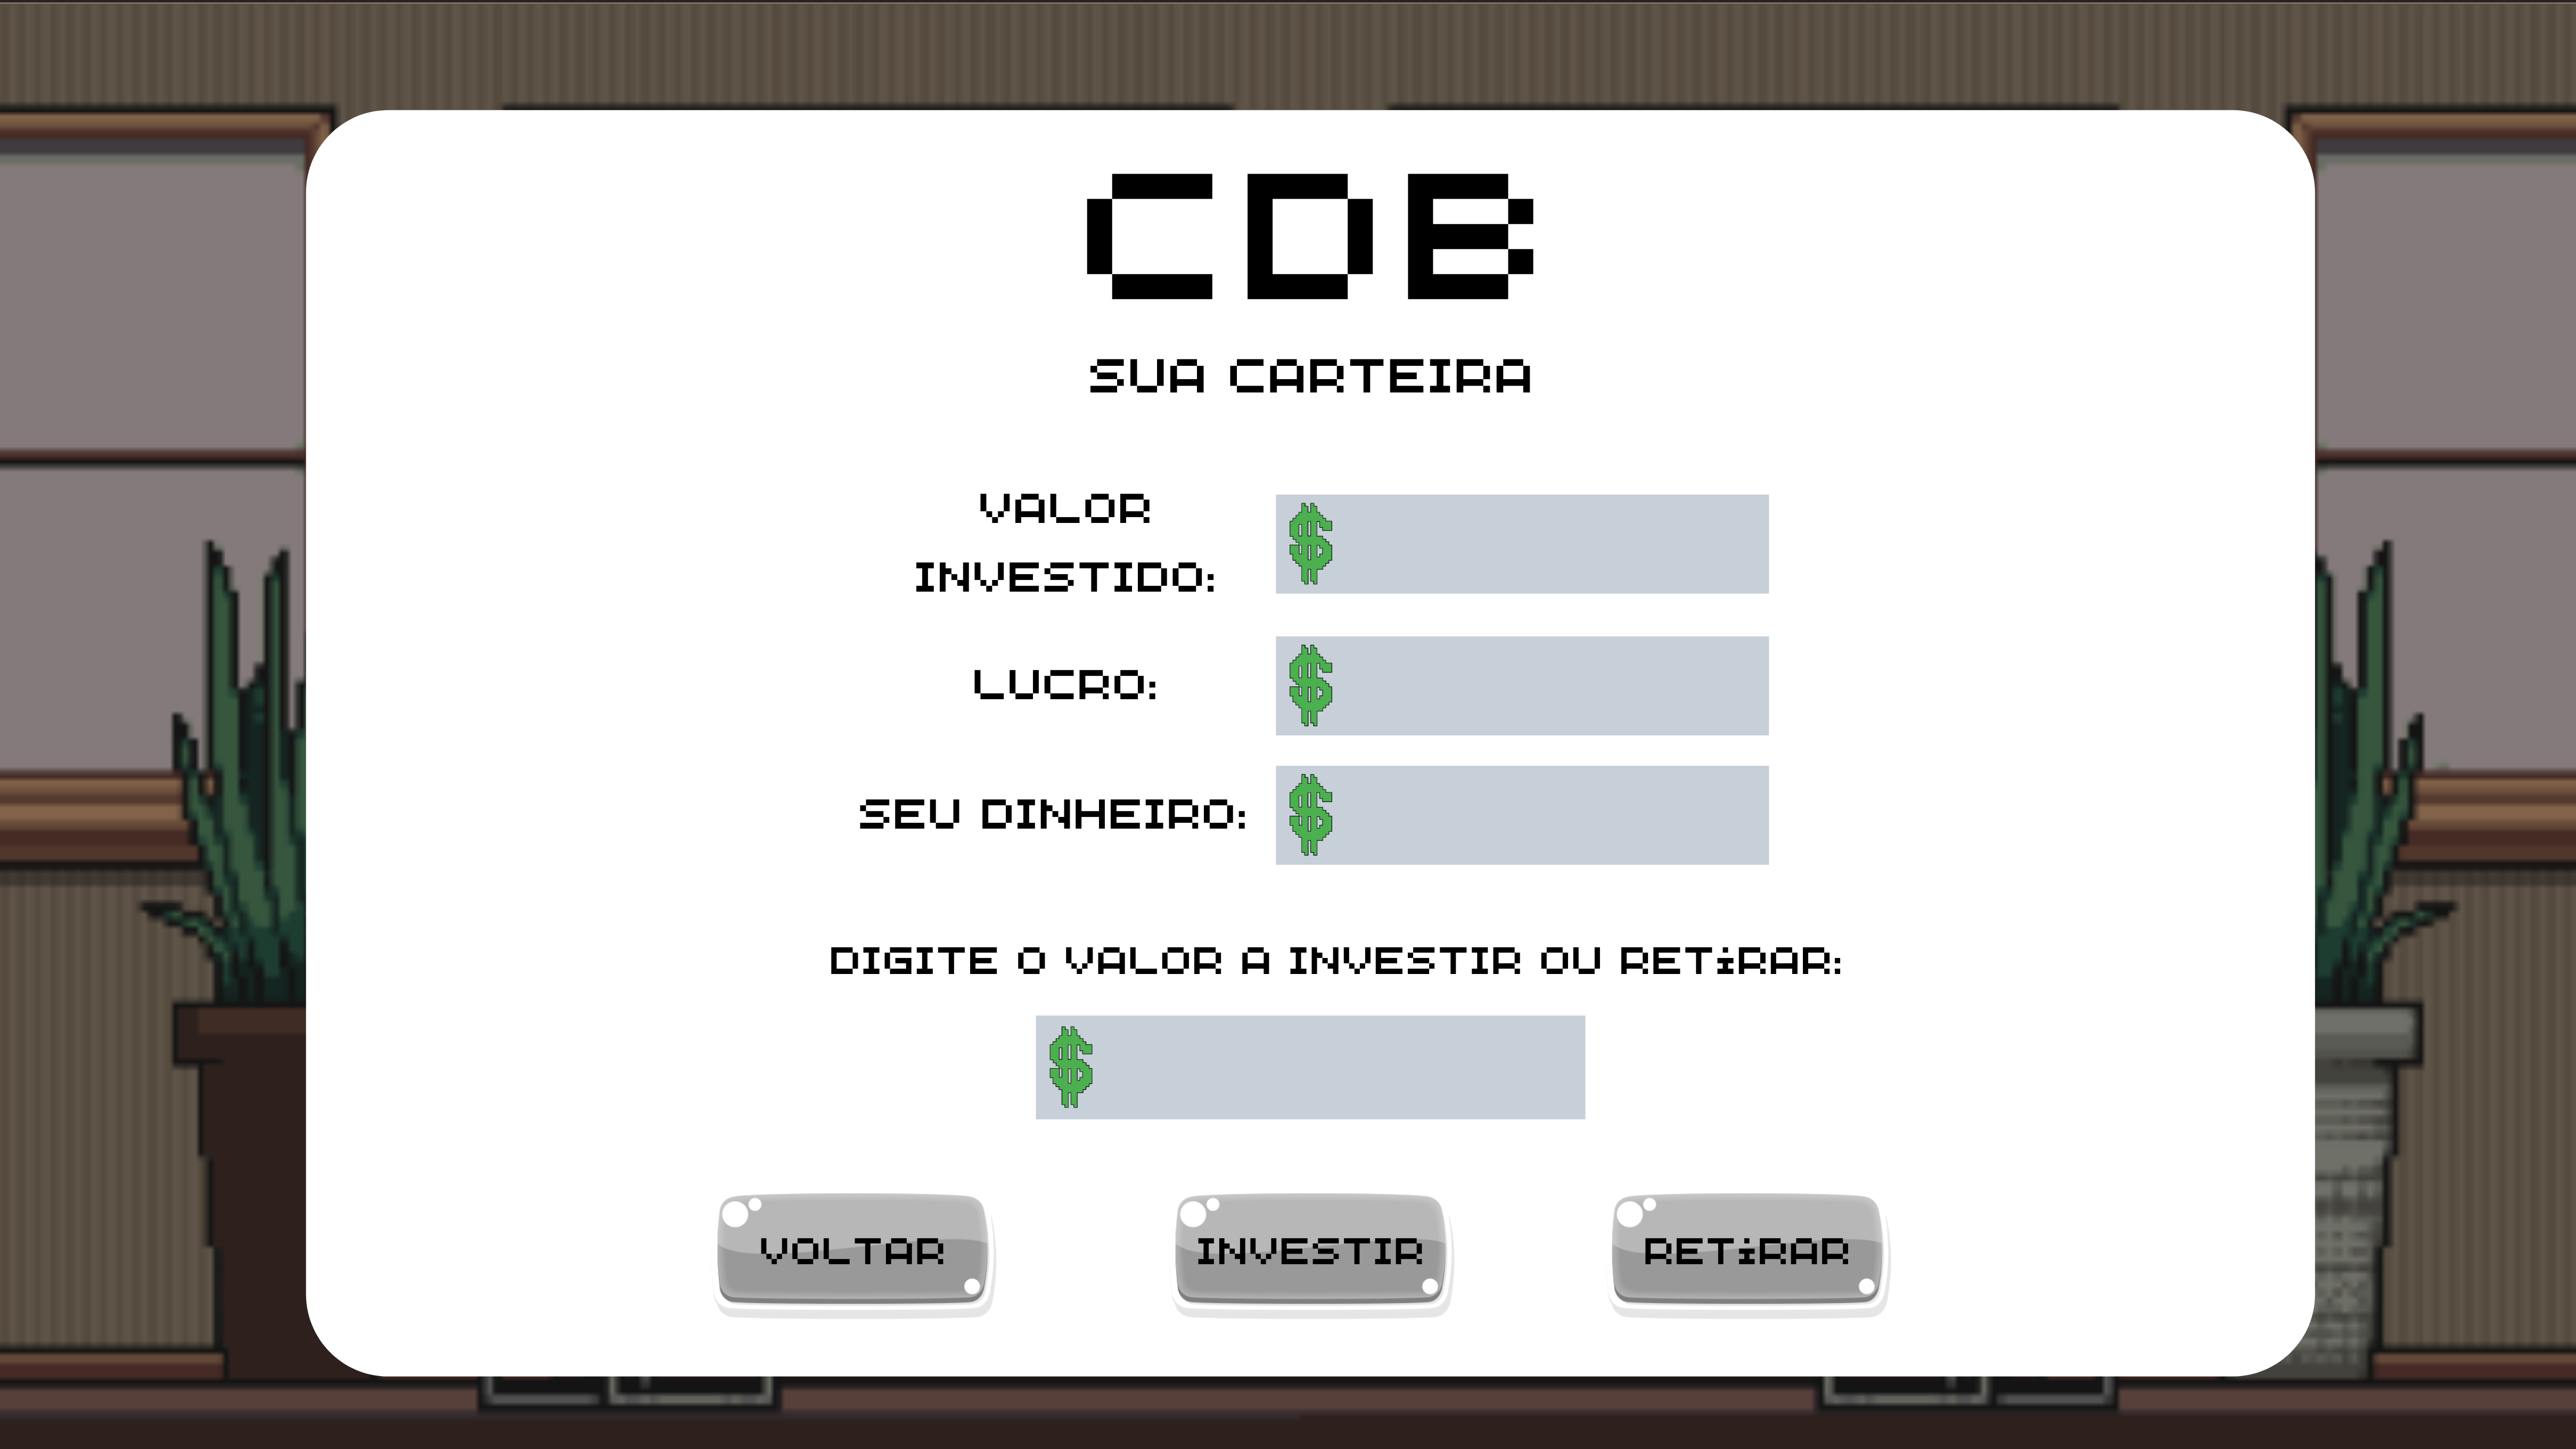 CDB
SUA CARTEIRA
VALOR
INVESTIDO:
$
LUCRO:
$
SEU DINHEIRO:
$
DIGITE O VALOR A INVESTIR OU RETiRAR:
$
VOLTAR
INVESTIR
RETiRAR